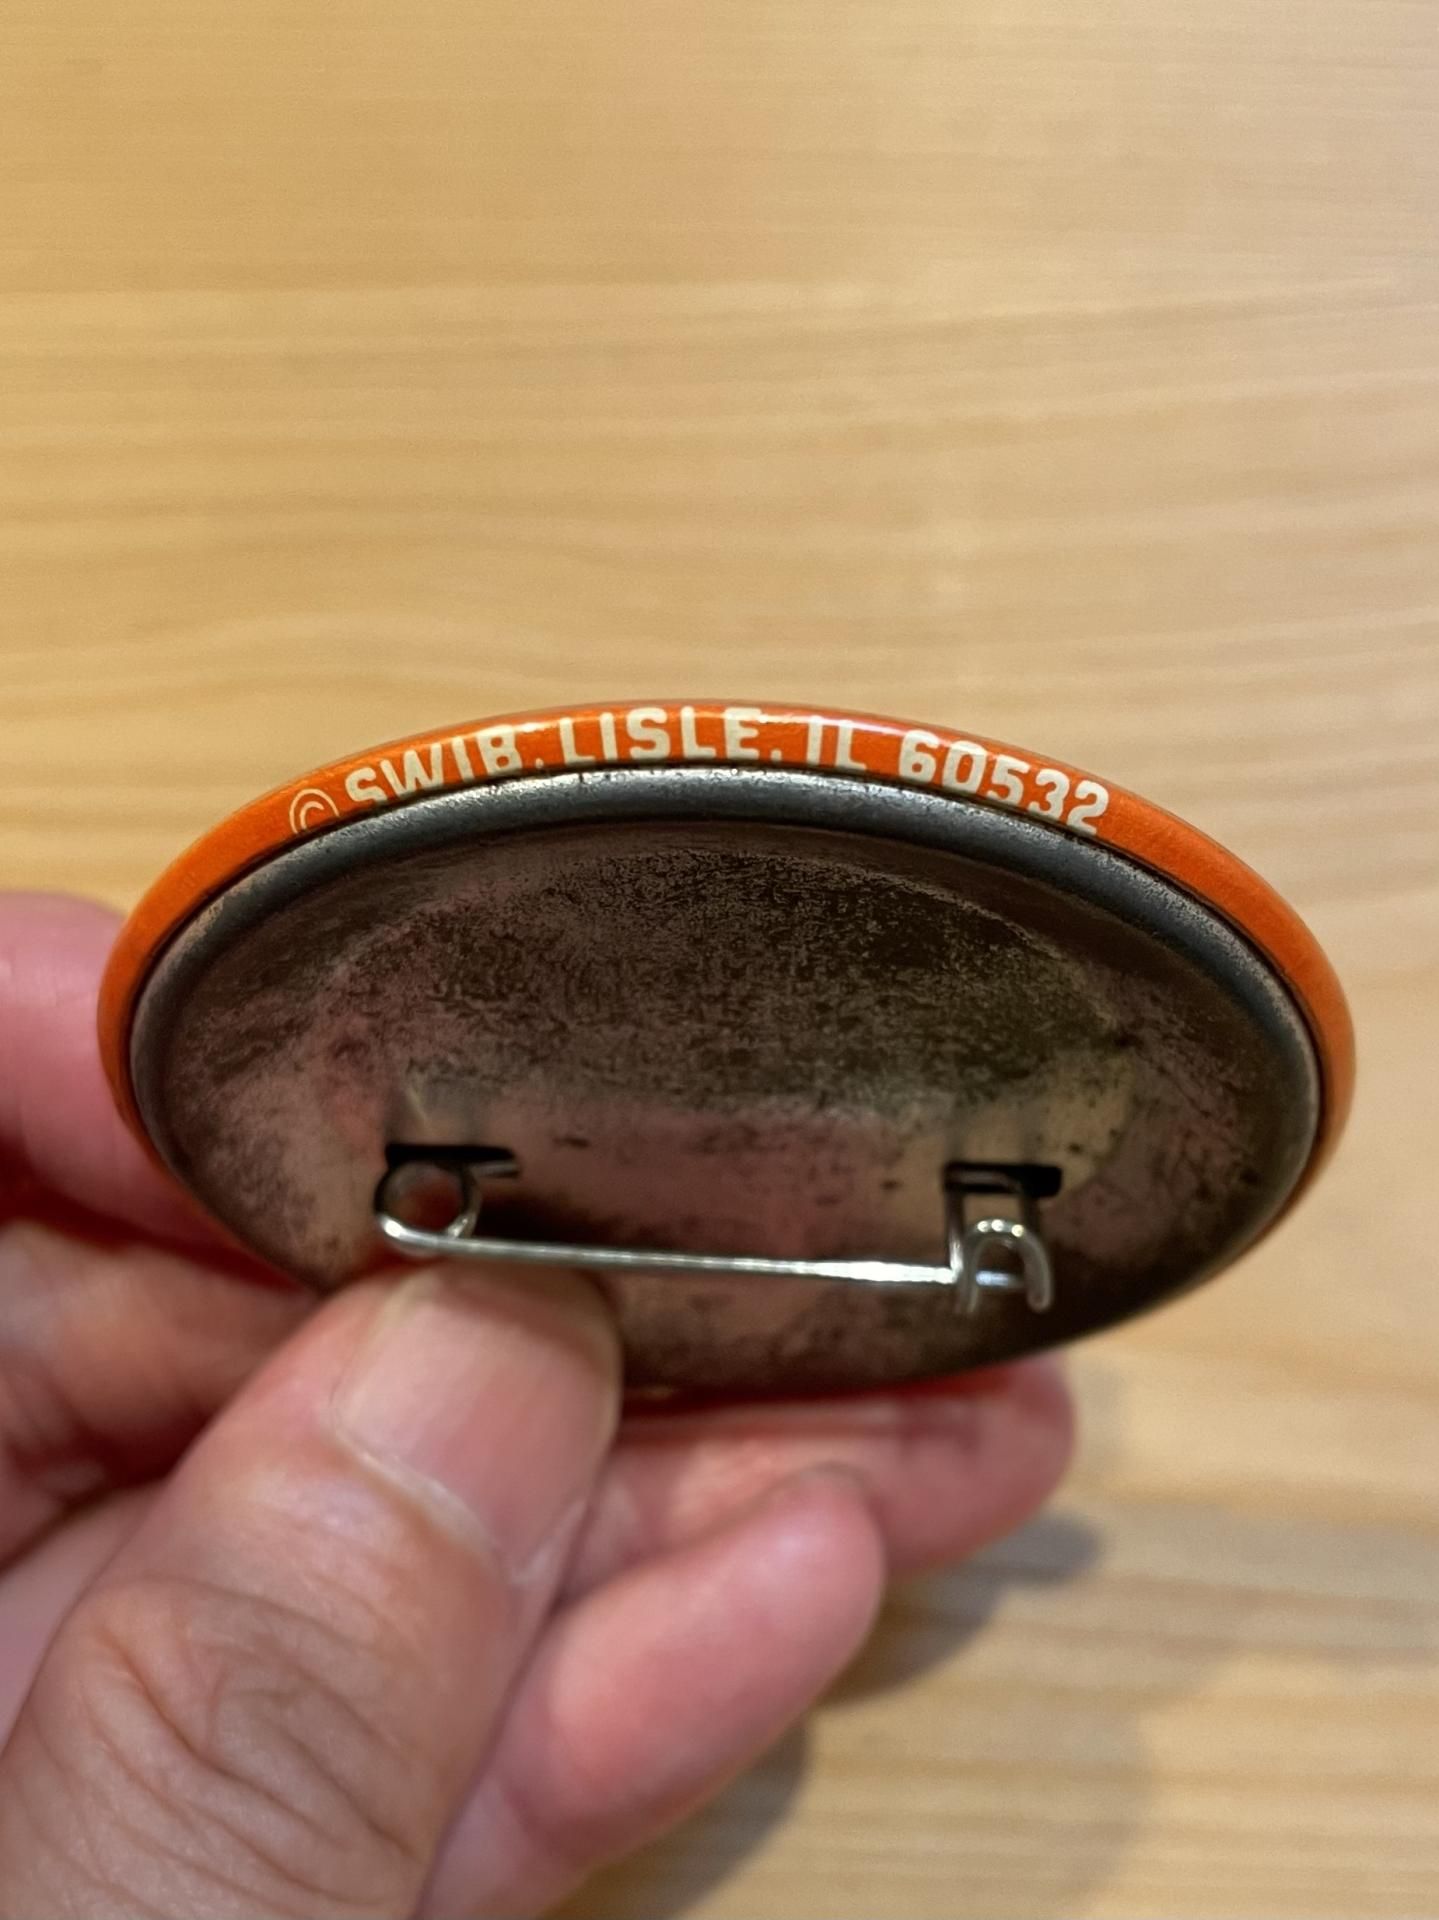 © SWIB, LISLE, IL 60532